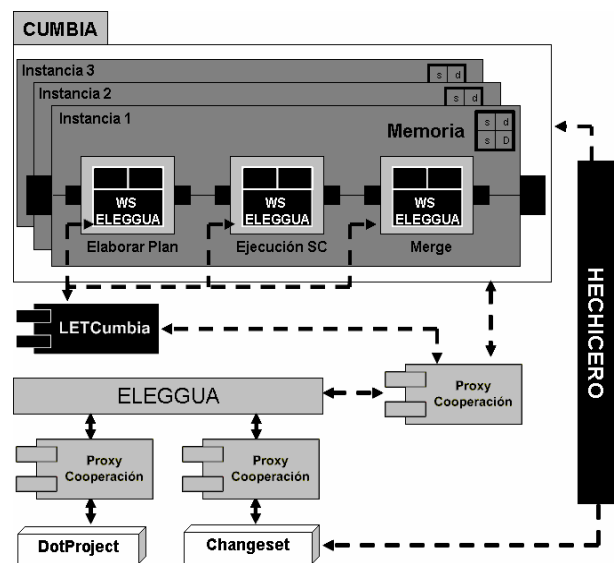 CUMBIA
Instancia 3
s d
Instancia 2
s d
Instancia 1
Memoria
s d
s D
WS
ELEGGUA
WS
ELEGGUA
WS
ELEGGUA
Elaborar Plan
Ejecución SC
Merge
HECHICERO
LETCumbia
Proxy
Cooperación
ELEGGUA
Proxy
Cooperación
Proxy
Cooperación
DotProject
Changeset